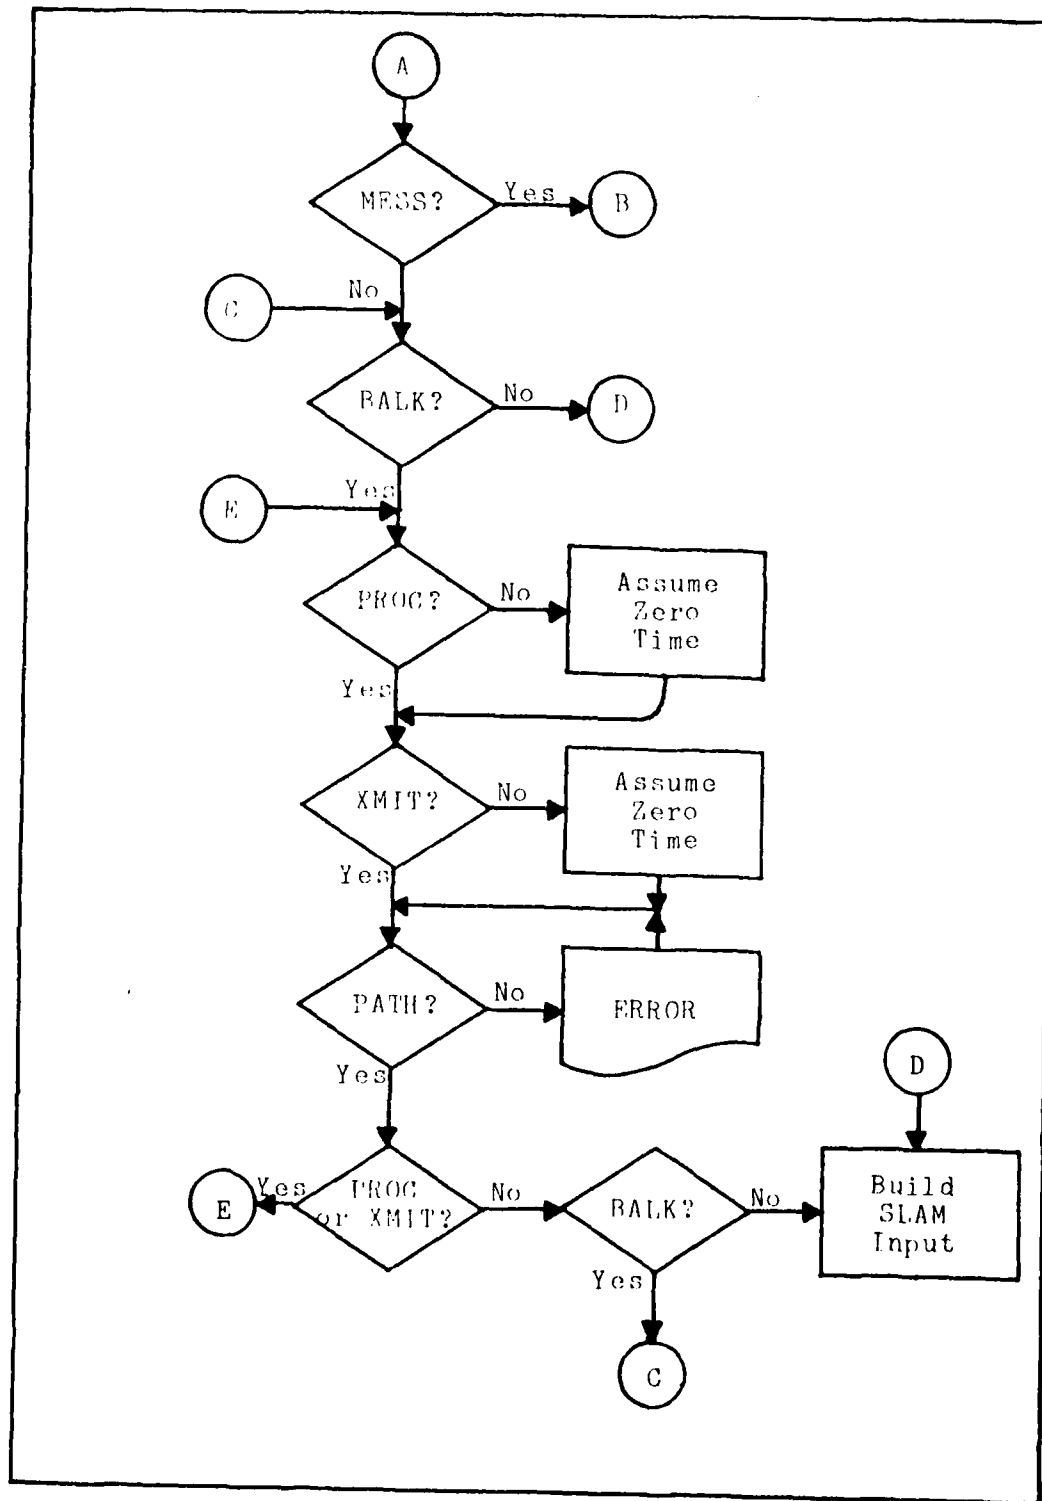 A
MESS?
Yes
B
No
C
BALK?
No
D
Yes
E
PROC?
No
Assume
Zero
Time
Yes
XMIT?
No
Assume
Zero
Time
Yes
PATH?
No
ERROR
Yes
D
E
Yes
PROC
or XMIT?
No
BALK?
No
Build
SLAM
Input
Yes
C